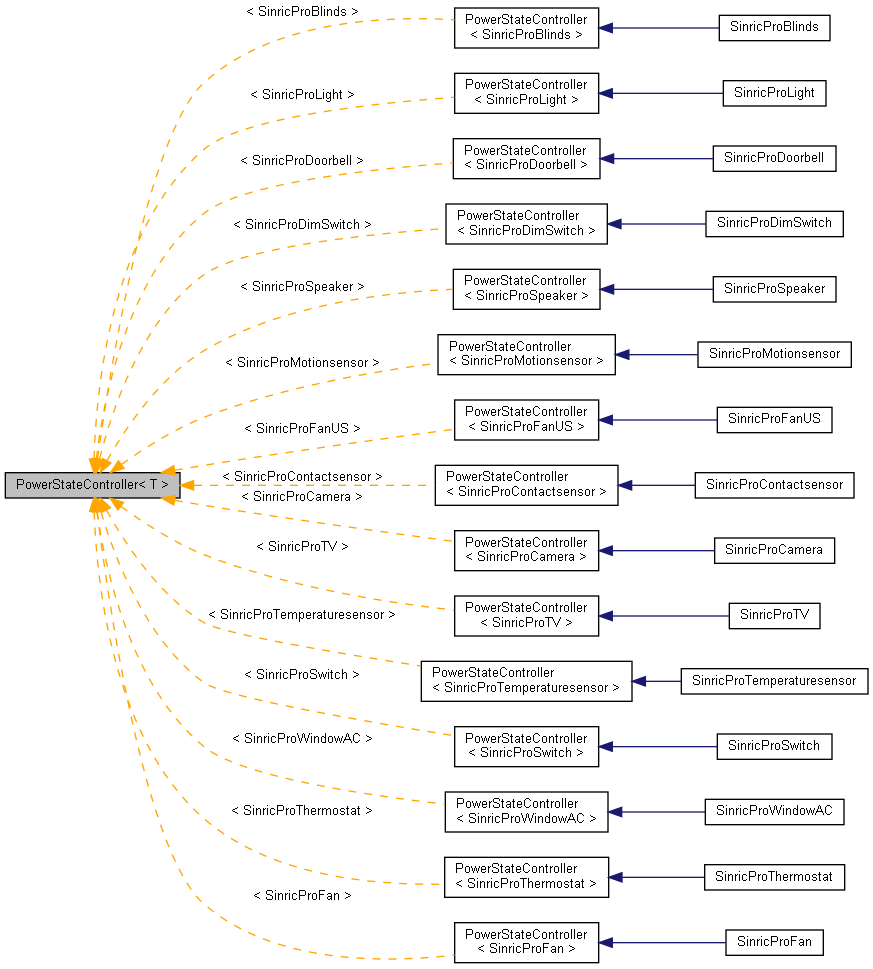 < SinricProBlinds >
PowerStateController
< SinricProBlinds >
SinricProBlinds
< SinricProLight >
PowerStateController
< SinricProLight >
SinricProLight
< SinricProDoorbell >
PowerStateController
< SinricProDoorbell >
SinricProDoorbell
< SinricProDimSwitch >
PowerStateController
< SinricProDimSwitch >
SinricProDimSwitch
< SinricProSpeaker >
PowerStateController
< SinricProSpeaker >
SinricProSpeaker
< SinricProMotionsensor >
PowerStateController
< SinricProMotionsensor >
SinricProMotionsensor
< SinricProFanUS >
PowerStateController
< SinricProFanUS >
SinricProFanUS
PowerStateController< T >
< SinricProContactsensor >
PowerStateController
< SinricProContactsensor >
SinricProContactsensor
< SinricProCamera >
PowerStateController
< SinricProCamera >
SinricProCamera
< SinricProTV >
PowerStateController
< SinricProTV >
SinricProTV
< SinricProTemperaturesensor >
PowerStateController
< SinricProTemperaturesensor >
SinricProTemperaturesensor
< SinricProSwitch >
PowerStateController
< SinricProSwitch >
SinricProSwitch
< SinricProWindowAC >
PowerStateController
< SinricProWindowAC >
SinricProWindowAC
< SinricProThermostat >
PowerStateController
< SinricProThermostat >
SinricProThermostat
< SinricProFan >
PowerStateController
< SinricProFan >
SinricProFan